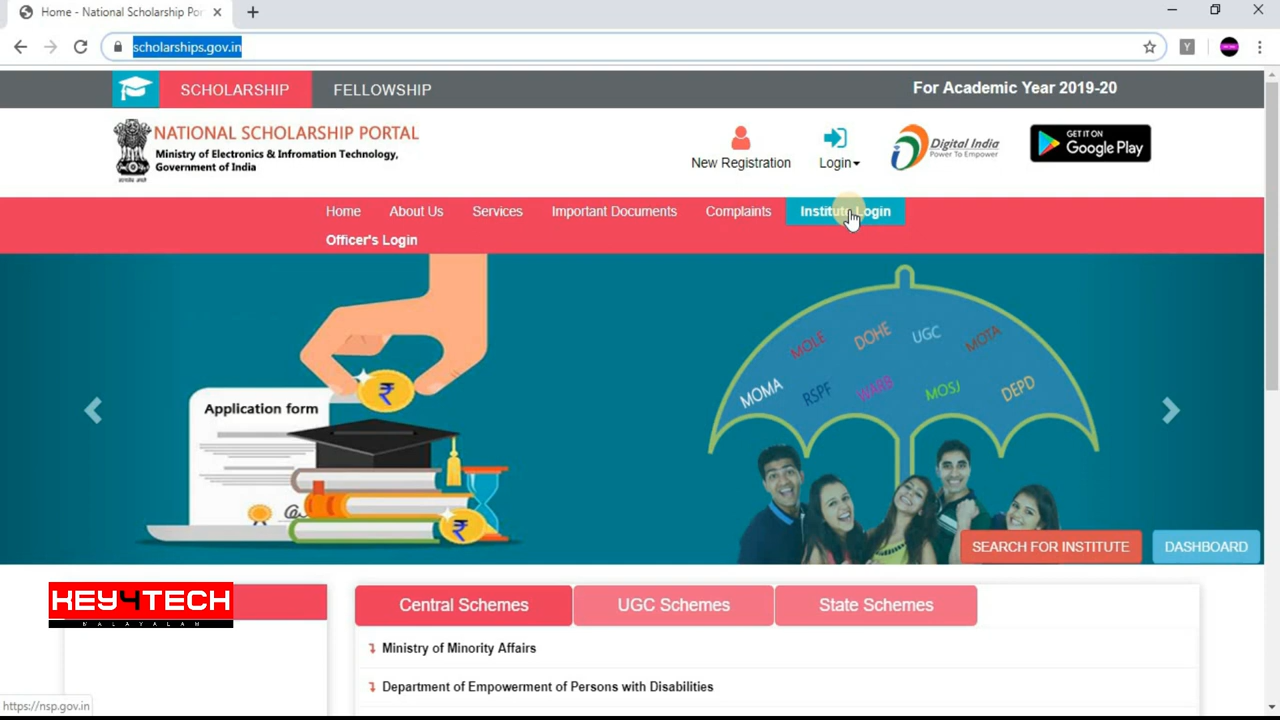 Home - National Scholarship Por
scholarships.gov.in
Y
SCHOLARSHIP
FELLOWSHIP
For Academic Year 2019-20
NATIONAL SCHOLARSHIP PORTAL
Ministry of Electronics & Infromation Technology,
Government of India
New Registration
Login
Digital India
Power To Empower
GET IT ON
Google Play
Home
About Us
Services
Important Documents
Complaints
Institute Login
Officer's Login
Application form
₹
₹
MOLE
DOHE
UGC
MOTA
MOMA
RSPF
WARB
MOSJ
DEPD
SEARCH FOR INSTITUTE
DASHBOARD
KEY4TECH
MALAYALAM
Central Schemes
UGC Schemes
State Schemes
Ministry of Minority Affairs
Department of Empowerment of Persons with Disabilities
https://nsp.gov.in